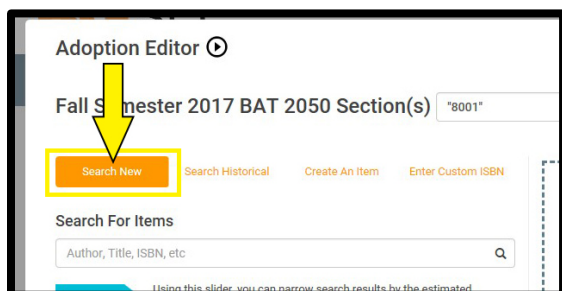 Adoption Editor
Fall Semester 2017 BAT 2050 Section(s) "8001"
Search New Search Historical Create An Item Enter Custom ISBN
Search For Items
Author, Title, ISBN, etc
Using this slider, you can narrow search results by the estimated